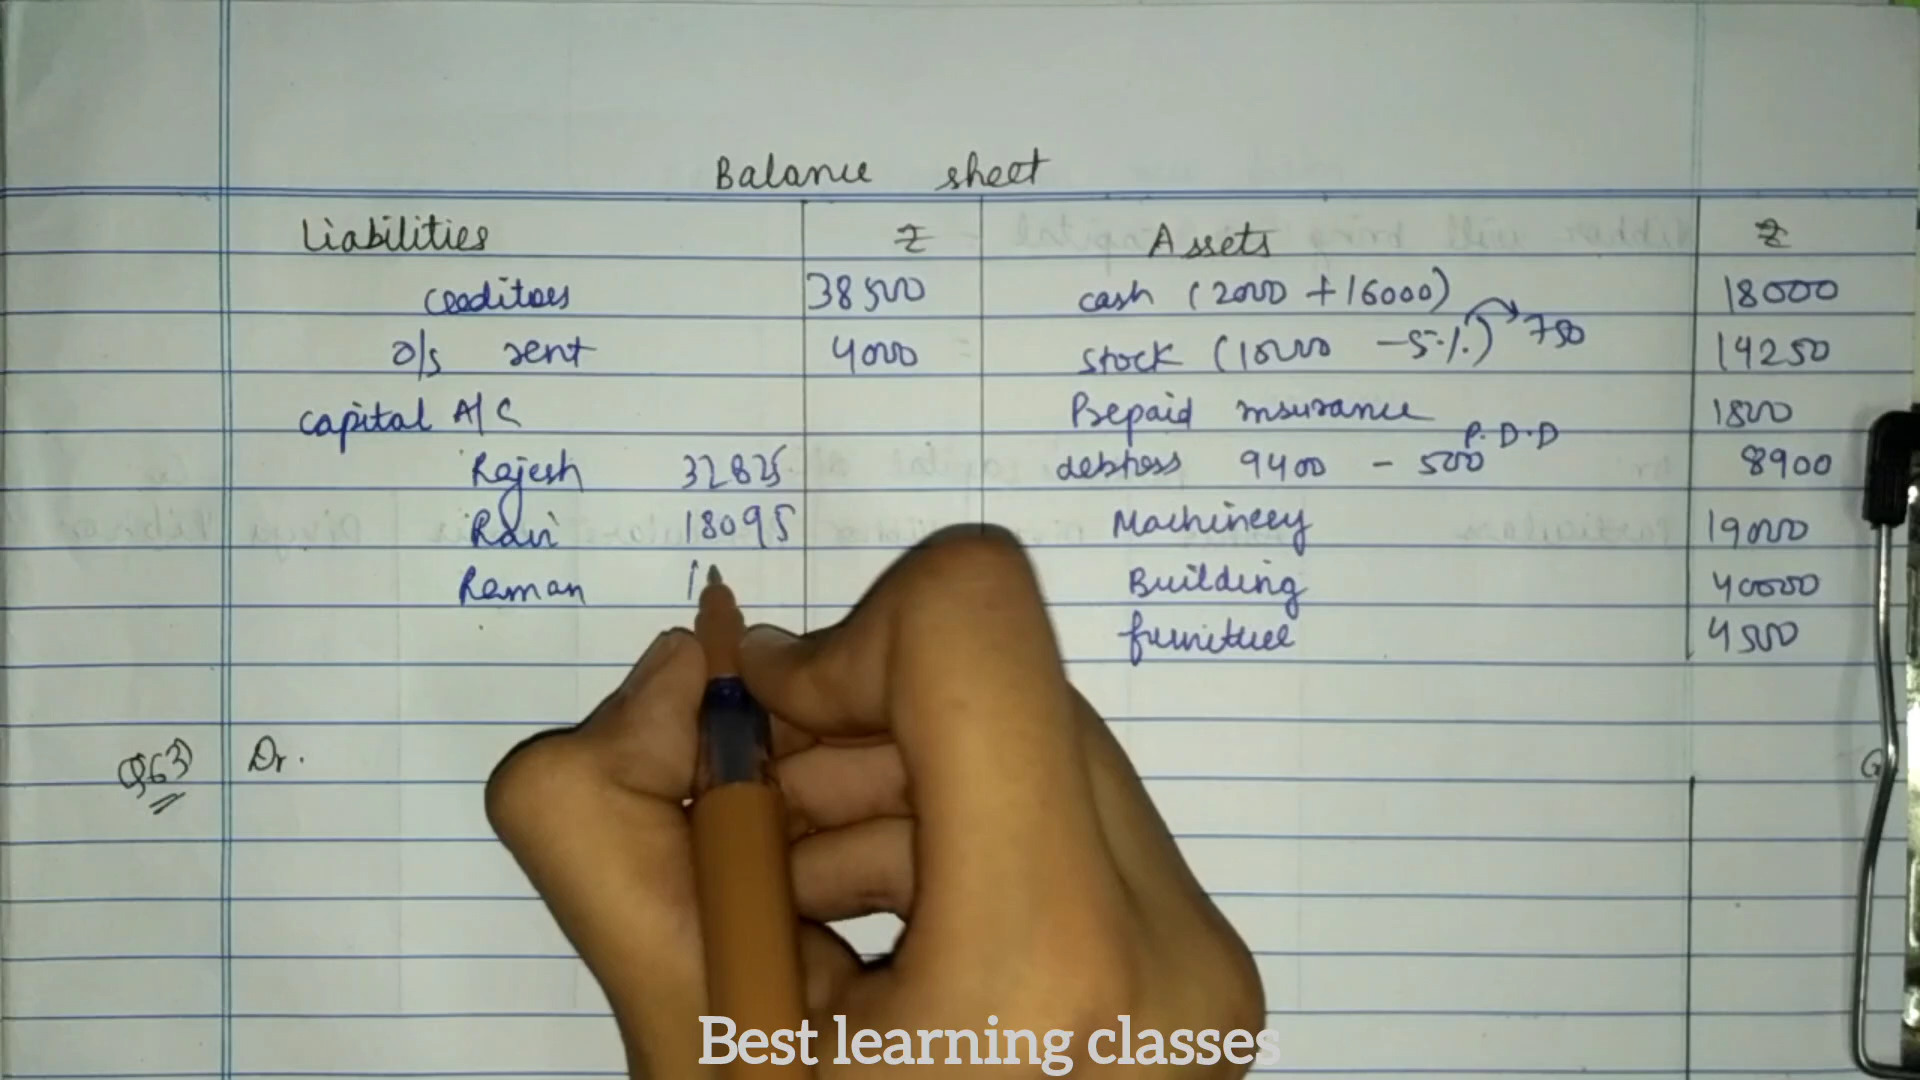 Balance sheet
Liabilities ₹ Assets ₹
creditors 38500 cash (2000 + 16000) 18000
o/s rent 4000 stock (15000 - 5%) 750 14250
capital A/C Prepaid insurance
P.D.D
Rajesh 32825 debtors 9400 - 500 8900
Ravi 18095 Machinery 19000
Raman 1 Building 40000
furniture 4500
Q63) Dr.
Best learning classes